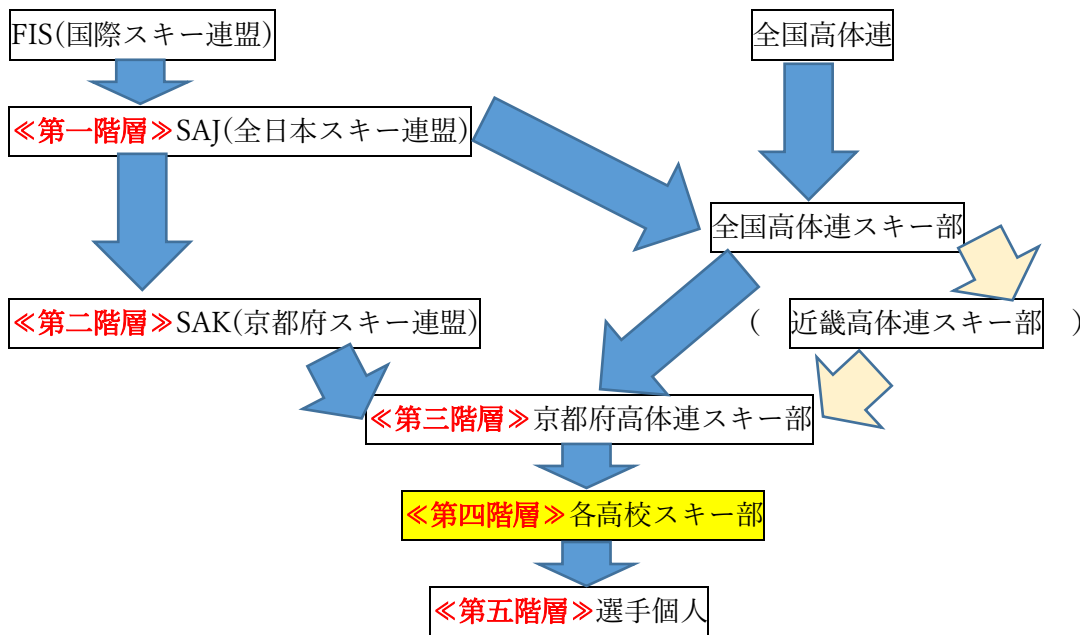 FIS(国際スキー連盟)
全国高体連
≪第一階層≫SAJ(全日本スキー連盟)
全国高体連スキー部
≪第二階層≫SAK(京都府スキー連盟)
( 近畿高体連スキー部 )
≪第三階層≫京都府高体連スキー部
≪第四階層≫各高校スキー部
≪第五階層≫選手個人